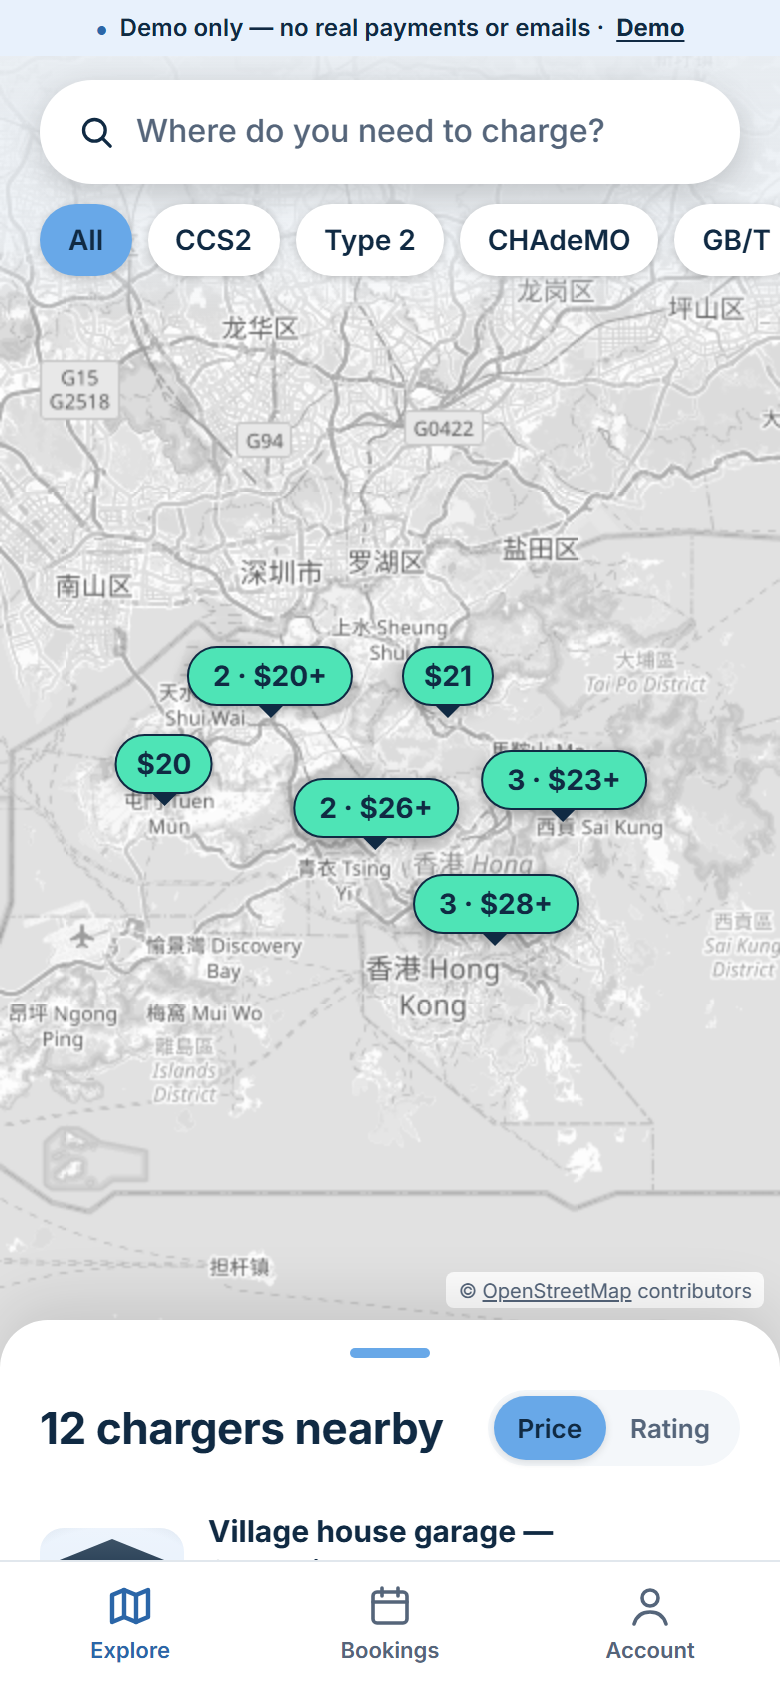 Demo only — no real payments or emails · Demo
Where do you need to charge?
All
CCS2
Type 2
CHAdeMO
GB/T
龙岗区
坪山区
龙华区
G15
G2518
G94
G0422
盐田区
罗湖区
深圳市
南山区
上水 Sheung
Shui
大埔區
Tai Po District
2 · $20+
$21
天水
Shui Wai
$20
屯門 Tuen
Mun
3 · $23+
2 · $26+
西貢 Sai Kung
青衣 Tsing
Yi
香港 Hong
3 · $28+
西貢區
Sai Kung
District
愉景灣 Discovery
Bay
香港 Hong
Kong
昂坪 Ngong
Ping
梅窩 Mui Wo
離島區
Islands
District
担杆镇
© OpenStreetMap contributors
12 chargers nearby
Price
Rating
Village house garage —
Explore
Bookings
Account